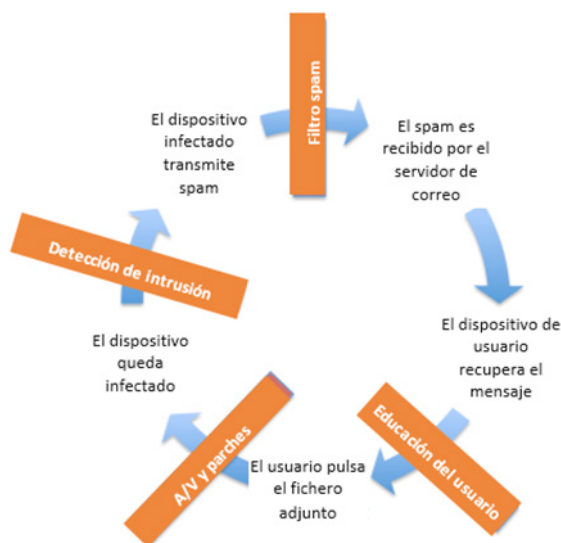 Filtro spam
El spam es
recibido por el
servidor de
correo
El dispositivo de
usuario
recupera el
mensaje
Educación del usuario
El usuario pulsa
el fichero
adjunto
A/V y parches
El dispositivo
queda
infectado
Detección de intrusión
El dispositivo
infectado
transmite
spam